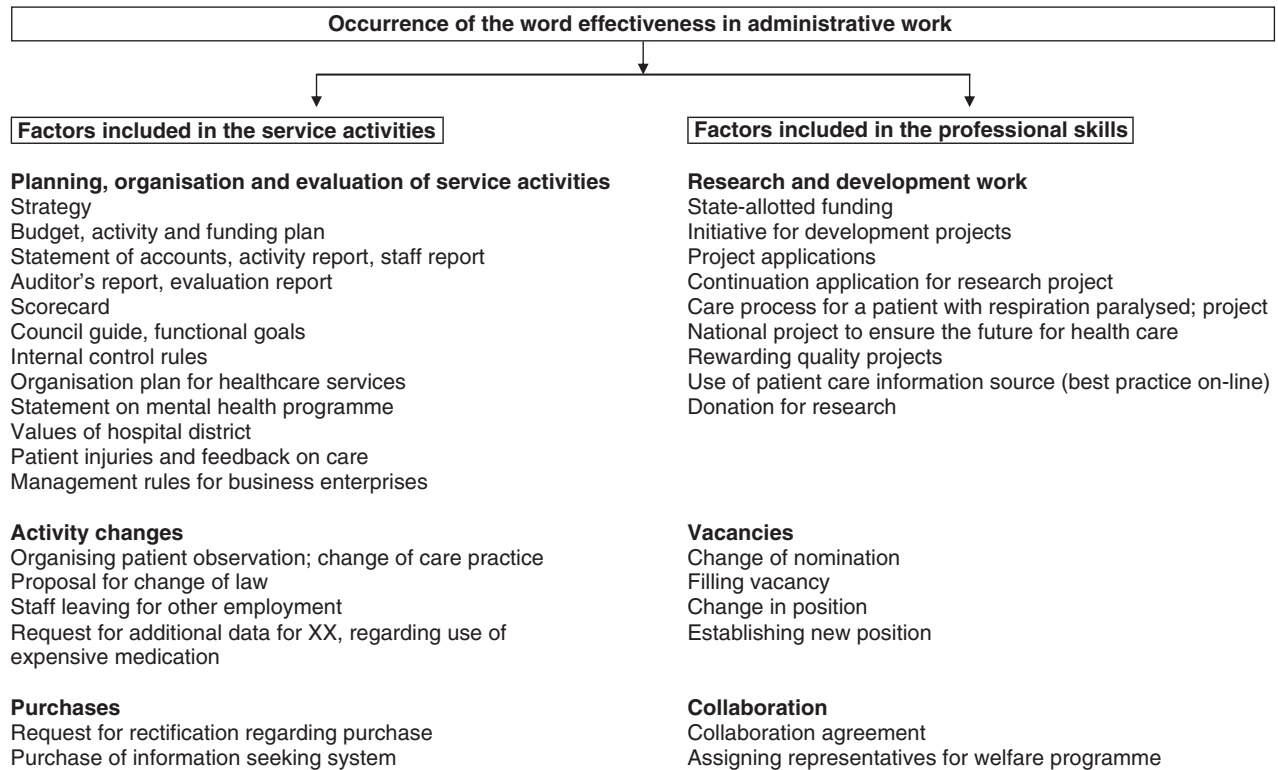 Occurrence of the word effectiveness in administrative work
Factors included in the service activities
Planning, organisation and evaluation of service activities
Strategy
Budget, activity and funding plan
Statement of accounts, activity report, staff report
Auditor's report, evaluation report
Scorecard
Council guide, functional goals
Internal control rules
Organisation plan for healthcare services
Statement on mental health programme
Values of hospital district
Patient injuries and feedback on care
Management rules for business enterprises
Activity changes
Organising patient observation; change of care practice
Proposal for change of law
Staff leaving for other employment
Request for additional data for XX, regarding use of
expensive medication
Purchases
Request for rectification regarding purchase
Purchase of information seeking system
Factors included in the professional skills
Research and development work
State-allotted funding
Initiative for development projects
Project applications
Continuation application for research project
Care process for a patient with respiration paralysed; project
National project to ensure the future for health care
Rewarding quality projects
Use of patient care information source (best practice on-line)
Donation for research
Vacancies
Change of nomination
Filling vacancy
Change in position
Establishing new position
Collaboration
Collaboration agreement
Assigning representatives for welfare programme